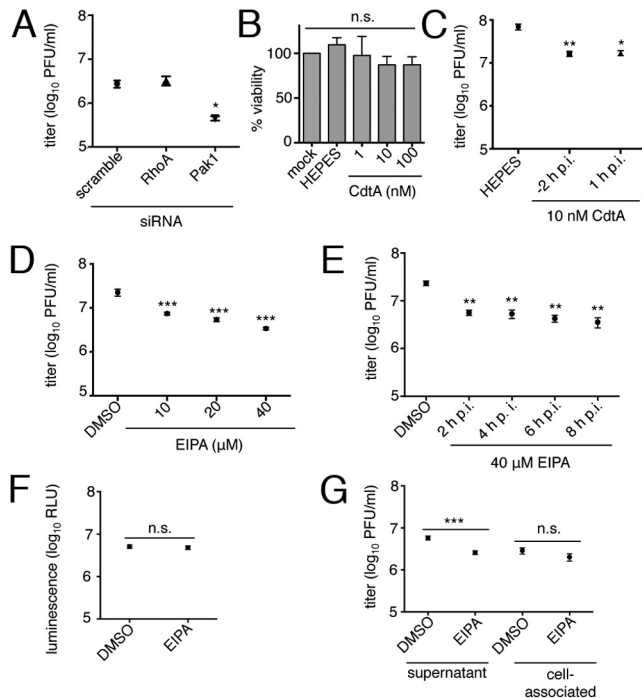 A
titer (log10 PFU/ml)
8
7
6
5
*
scramble
RhoA
Pak1
siRNA
B
n.s.
% viability
100
50
0
mock
HEPES
1
10
100
CdtA (nM)
C
titer (log10 PFU/ml)
8
7
6
5
**
*
HEPES
-2 h p.i.
1 h p.i.
10 nM CdtA
D
titer (log10 PFU/ml)
8
7
6
5
***
***
***
DMSO
10
20
40
EIPA (µM)
E
titer (log10 PFU/ml)
8
7
6
5
**
**
**
**
DMSO
2 h p.i.
4 h p. i.
6 h p.i.
8 h p.i.
40 µM EIPA
F
luminescence (log10 RLU)
8
7
6
5
n.s.
DMSO
EIPA
G
titer (log10 PFU/ml)
8
7
6
5
***
n.s.
DMSO
EIPA
DMSO
EIPA
supernatant
cell-
associated